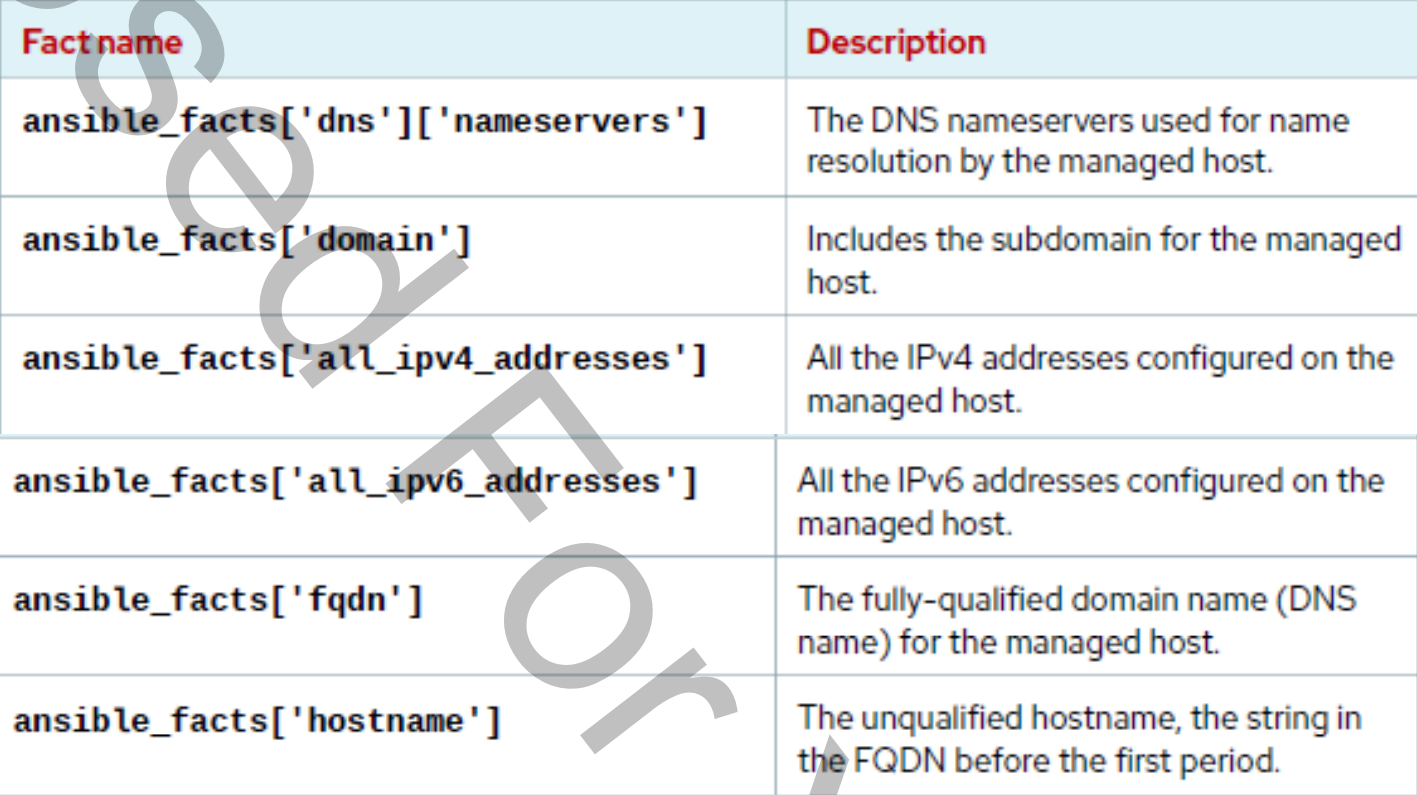 Fact name Description
ansible_facts['dns']['nameservers'] The DNS nameservers used for name
resolution by the managed host.
ansible_facts['domain'] Includes the subdomain for the managed
host.
ansible_facts['all_ipv4_addresses'] All the IPv4 addresses configured on the
managed host.
ansible_facts['all_ipv6_addresses'] All the IPv6 addresses configured on the
managed host.
ansible_facts['fqdn'] The fully-qualified domain name (DNS
name) for the managed host.
ansible_facts['hostname'] The unqualified hostname, the string in
the FQDN before the first period.
sed For